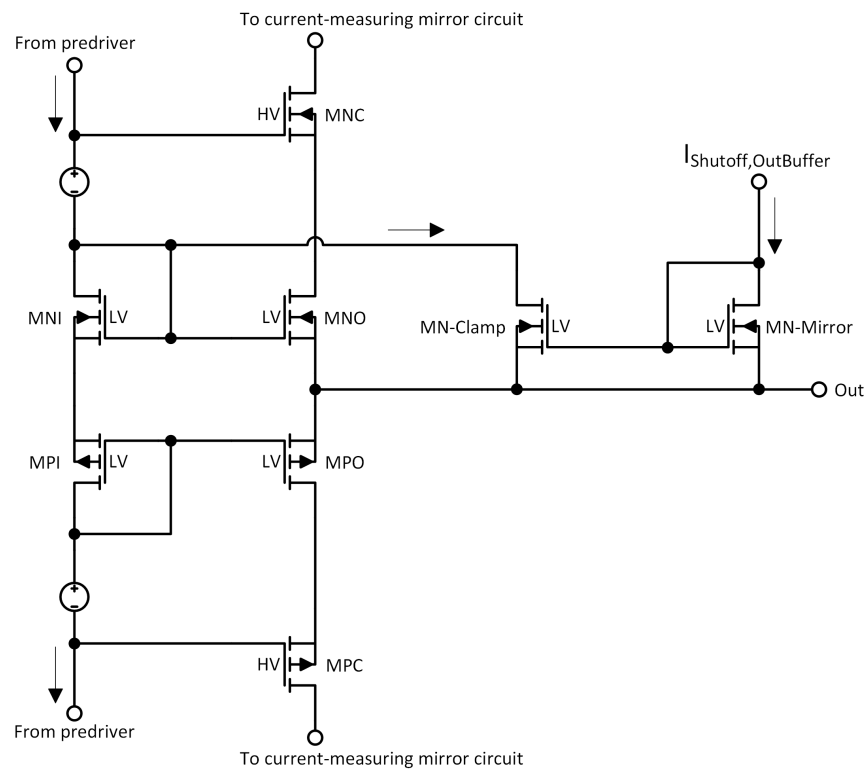 To current-measuring mirror circuit
From predriver
HV
MNC
+
−
I Shutoff,OutBuffer
MNI
LV
LV
MNO
MN-Clamp
LV
LV
MN-Mirror
Out
MPI
LV
LV
MPO
+
−
HV
MPC
From predriver
To current-measuring mirror circuit